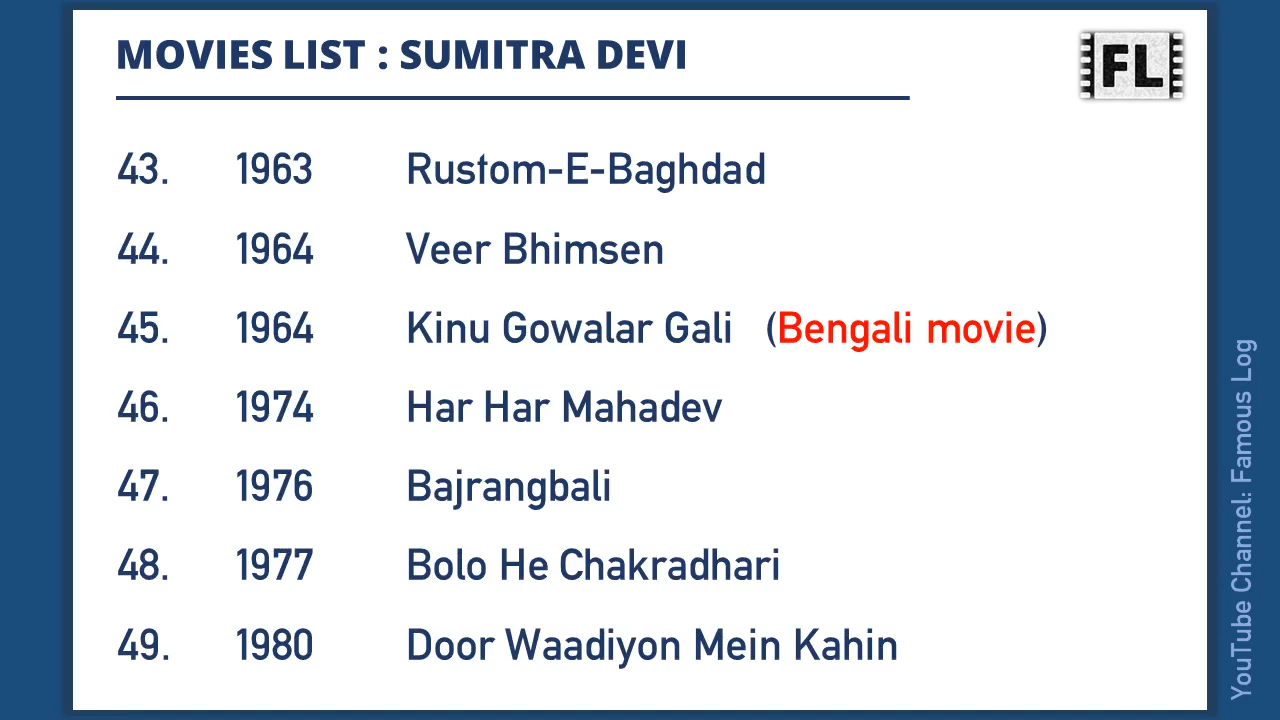 MOVIES LIST : SUMITRA DEVI
FL
43. 1963 Rustom-E-Baghdad
44. 1964 Veer Bhimsen
45. 1964 Kinu Gowalar Gali (Bengali movie)
46. 1974 Har Har Mahadev
47. 1976 Bajrangbali
48. 1977 Bolo He Chakradhari
49. 1980 Door Waadiyon Mein Kahin
YouTube Channel: Famous Log